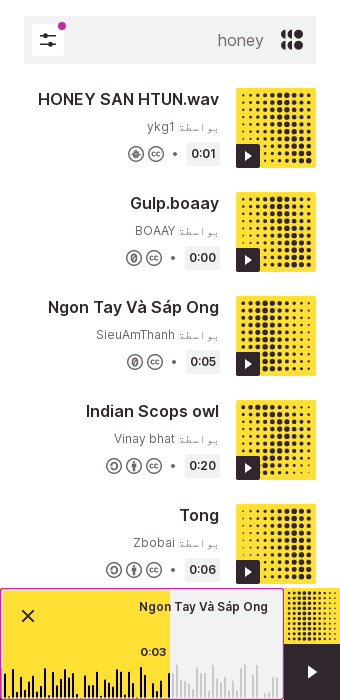 honey
HONEY SAN HTUN.wav
بواسطة ykg1
0:01
Gulp.boaay
بواسطة BOAAY
0:00
Ngon Tay Và Sáp Ong
بواسطة SieuAmThanh
0:05
Indian Scops owl
بواسطة Vinay bhat
0:20
Tong
بواسطة Zbobai
0:06
Ngon Tay Và Sáp Ong
0:03